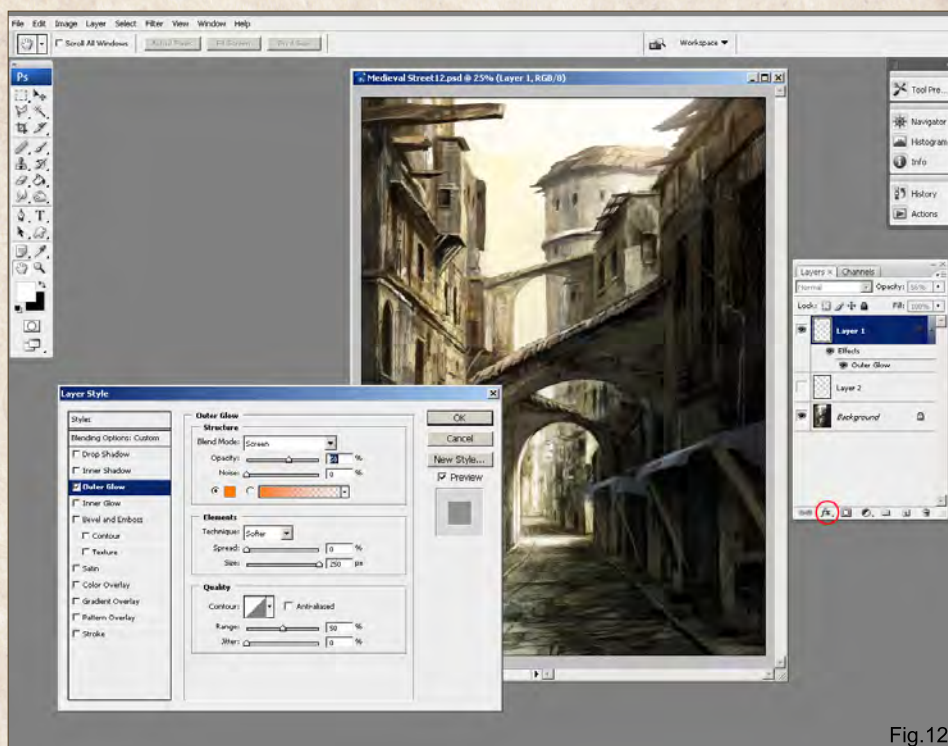 File Edit Image Layer Select Filter View Window Help
Scroll All Windows
Workspace
Ps
Medieval Street12.psd @ 25% (Layer 1, RGB/8)
Tool Pre...
Navigator
Histogram
Info
History
Actions
Layers × Channels
Normal Opacity:
Lock: Fill: 100%
Layer 1
Effects
Outer Glow
Layer 2
Background
fx.
Layer Style
Styles
Blending Options: Custom
Drop Shadow
Inner Shadow
Outer Glow
Inner Glow
Bevel and Emboss
Contour
Texture
Satin
Color Overlay
Gradient Overlay
Pattern Overlay
Stroke
Outer Glow
Structure
Blend Mode: Screen
Opacity: %
Noise: 0 %
Elements
Technique: Softer
Spread: 0 %
Size: 250 px
Quality
Contour: Anti-aliased
Range: 50 %
Jitter: 0 %
OK
Cancel
New Style...
Preview
Fig.12